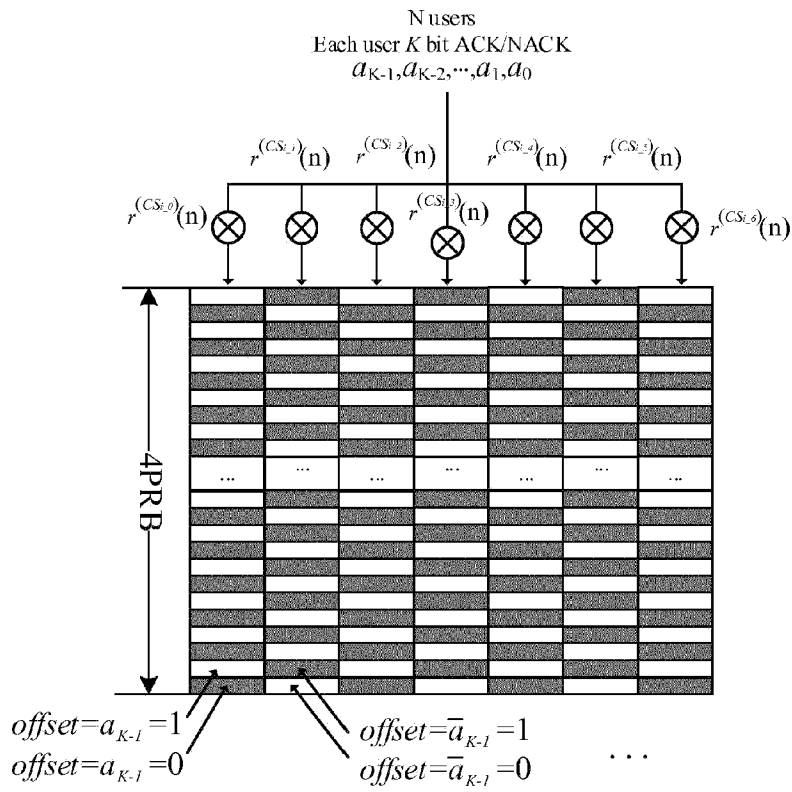 N users
Each user K bit ACK/NACK
a_{K-1},a_{K-2},···,a_1,a_0
r^{(CS_{i_1})}(n) r^{(CS_{i_2})}(n) r^{(CS_{i_4})}(n) r^{(CS_{i_5})}(n)
r^{(CS_{i_0})}(n) r^{(CS_{i_3})}(n) r^{(CS_{i_6})}(n)
4PRB
... ... ... ... ... ... ...
offset=a_{K-1}=1 offset=a̅_{K-1}=1
offset=a_{K-1}=0 offset=a̅_{K-1}=0 . . .